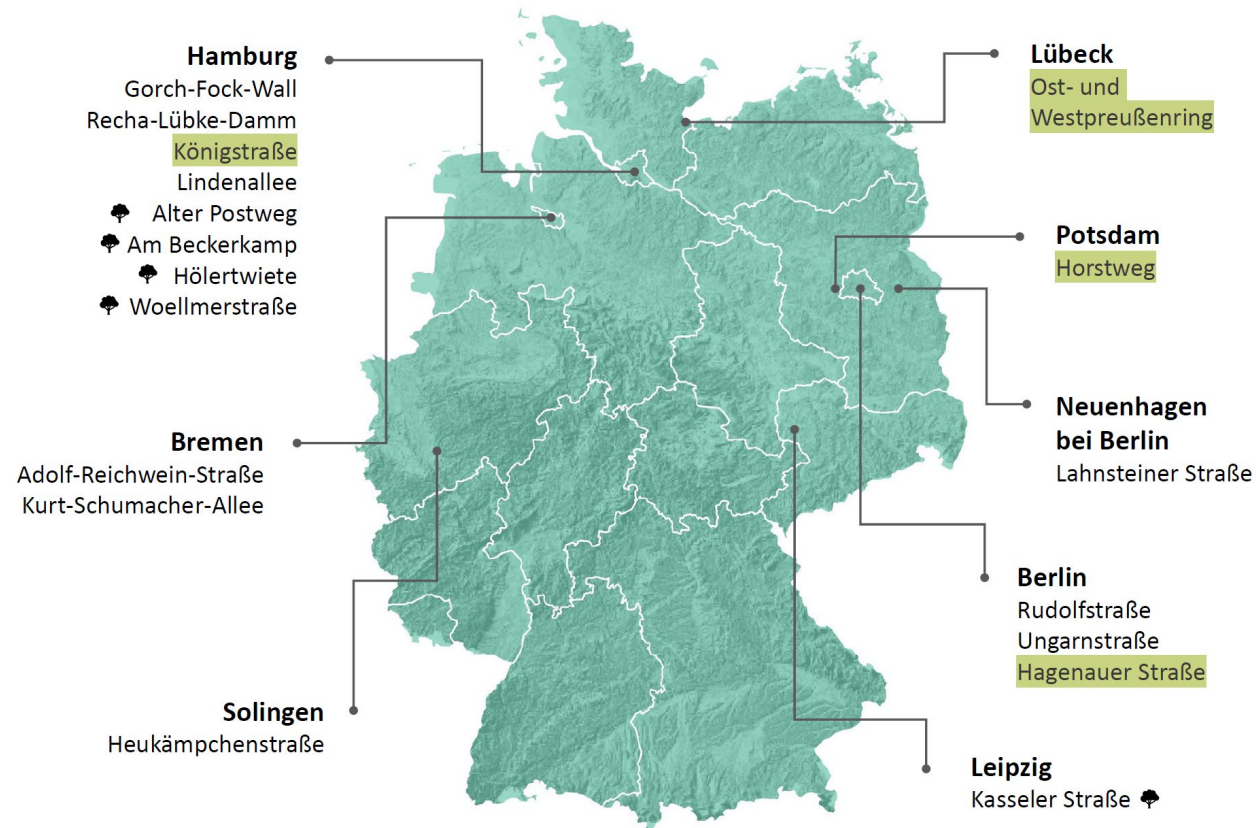 Hamburg
Gorch-Fock-Wall
Recha-Lübke-Damm
Königstraße
Lindenallee
Alter Postweg
Am Beckerkamp
Hölertwiete
Woellmerstraße
Bremen
Adolf-Reichwein-Straße
Kurt-Schumacher-Allee
Solingen
Heukämpchenstraße
Lübeck
Ost- und
Westpreußenring
Potsdam
Horstweg
Neuenhagen
bei Berlin
Lahnsteiner Straße
Berlin
Rudolfstraße
Ungarnstraße
Hagenauer Straße
Leipzig
Kasseler Straße